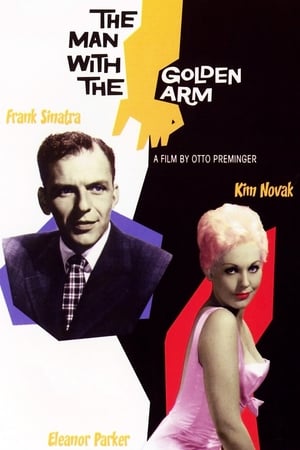 THE
MAN
WITH
THE
GOLDEN
ARM
Frank Sinatra
A FILM BY OTTO PREMINGER
Kim Novak
Eleanor Parker